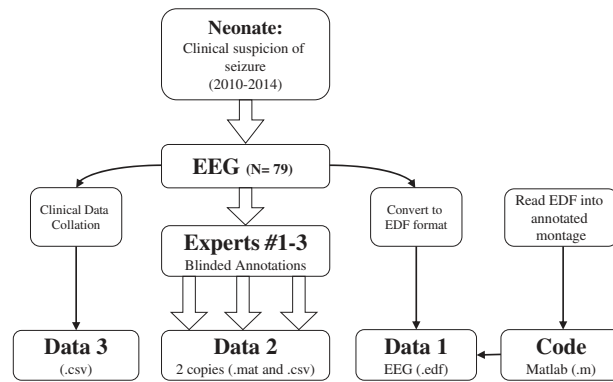 Neonate:
Clinical suspicion of
seizure
(2010-2014)
EEG (N= 79)
Clinical Data
Collation
Experts #1-3
Blinded Annotations
Convert to
EDF format
Read EDF into
annotated
montage
Data 3
(.csv)
Data 2
2 copies (.mat and .csv)
Data 1
EEG (.edf)
Code
Matlab (.m)